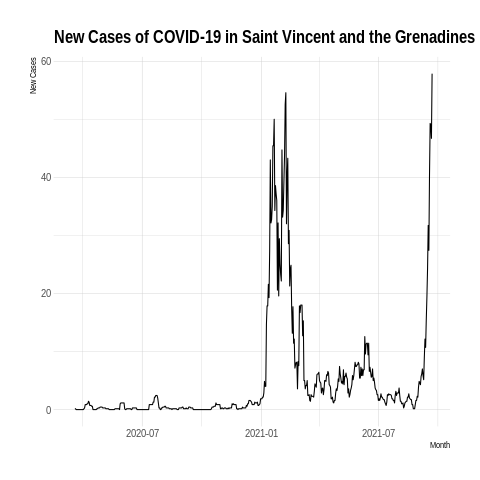 New Cases of COVID-19 in Saint Vincent and the Grenadines
New Cases
60
40
20
0
2020-07 2021-01 2021-07
Month